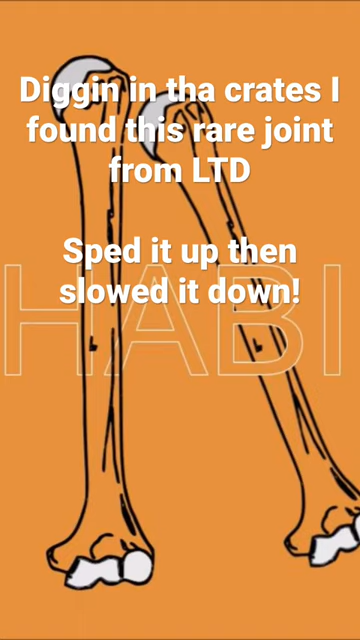 Diggin in tha crates I
found this rare joint
from LTD
Sped it up then
slowed it down!
HABI